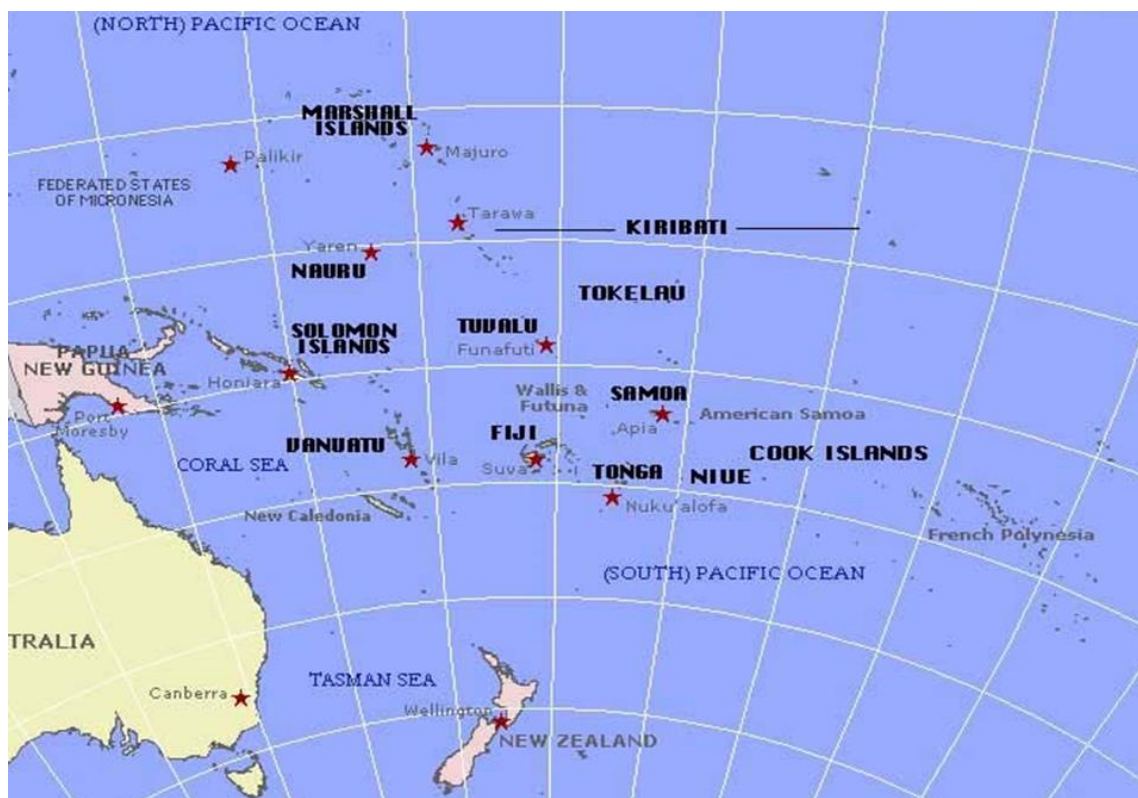 (NORTH) PACIFIC OCEAN
MARSHALL
ISLANDS
Majuro
Palikir
FEDERATED STATES
OF MICRONESIA
Tarawa
KIRIBATI
Yaren
NAURU
TOKELAU
SOLOMON
ISLANDS
TUVALU
Funafuti
PAPUA
NEW GUINEA
Honiara
Wallis &
Futuna
SAMOA
American Samoa
Apia
Port
Moresby
FIJI
VANUATU
Vila
COOK ISLANDS
CORAL SEA
Suva
TONGA
NIUE
Nuku'alofa
New Caledonia
French Polynesia
(SOUTH) PACIFIC OCEAN
TRALIA
TASMAN SEA
Canberra
Wellington
NEW ZEALAND